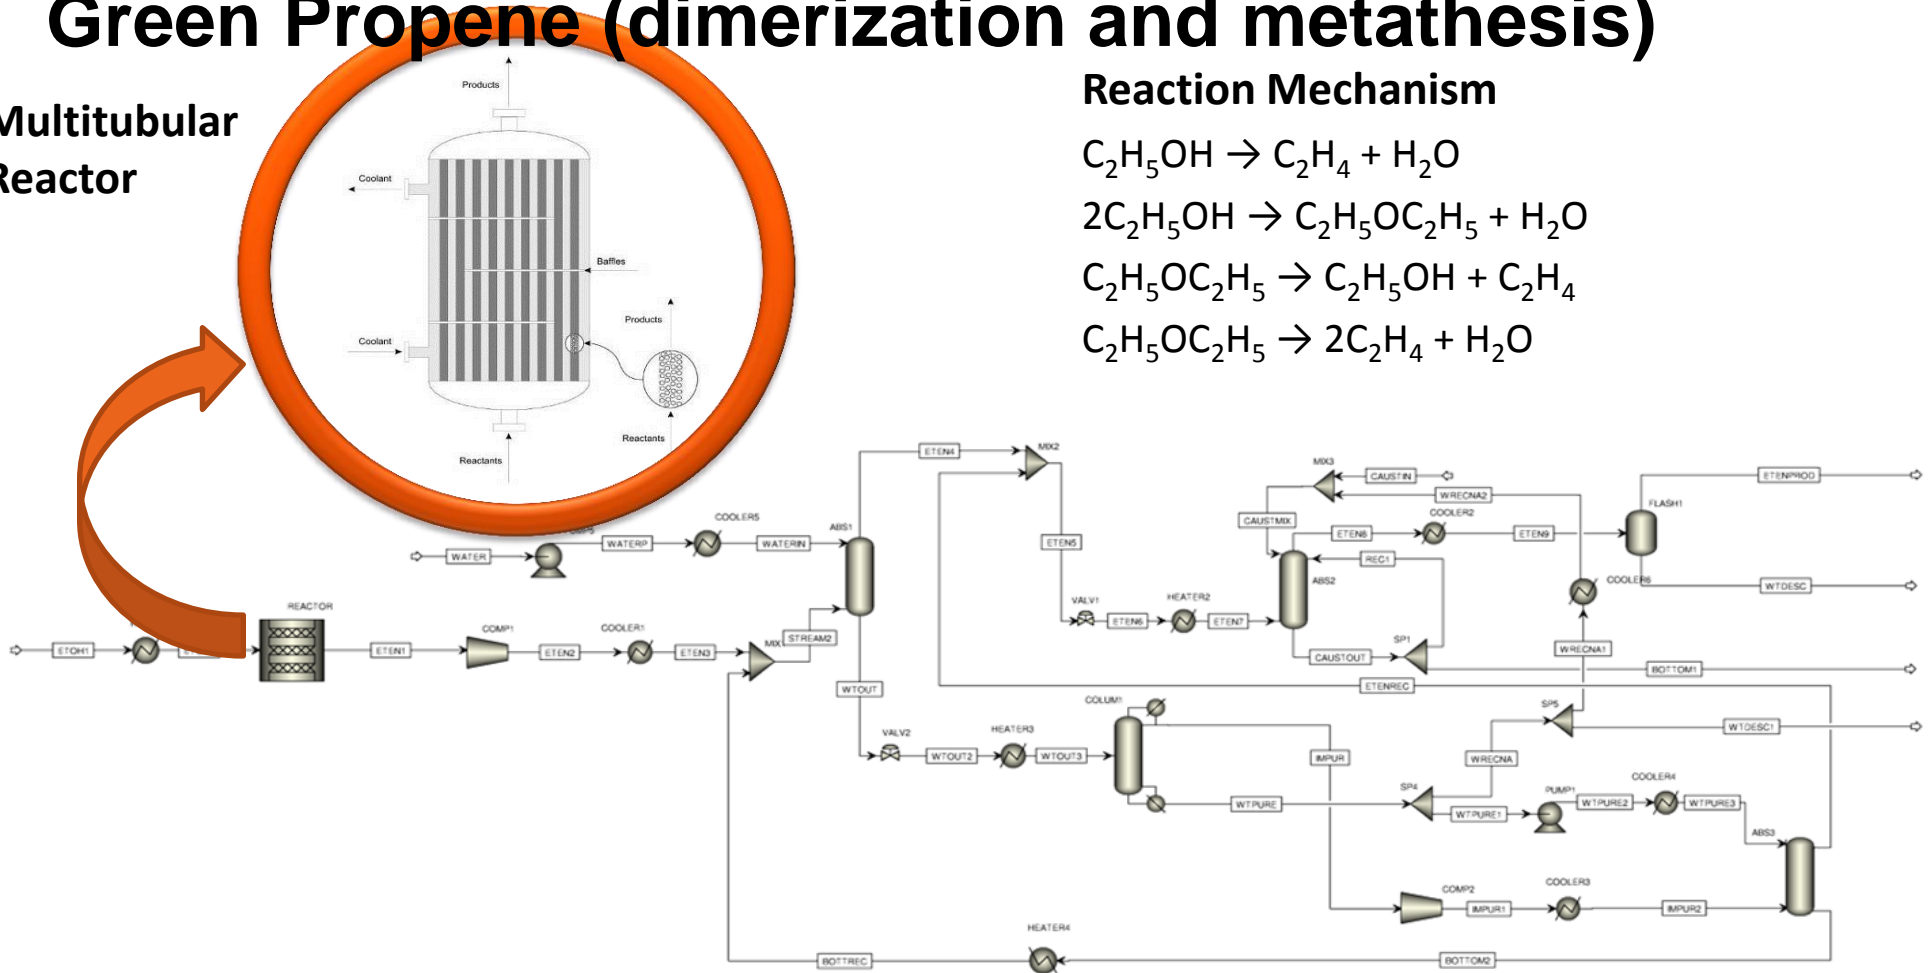 Green Propene (dimerization and metathesis)
Multitubular
Reactor
Products
Coolant
Baffles
Products
Coolant
Reactants
Reactants
Reaction Mechanism
C₂H₅OH → C₂H₄ + H₂O
2C₂H₅OH → C₂H₅OC₂H₅ + H₂O
C₂H₅OC₂H₅ → C₂H₅OH + C₂H₄
C₂H₅OC₂H₅ → 2C₂H₄ + H₂O
ETEN4
MIX2
MIX3
CAUSTIN
ETENPROD
WRECNA2
FLASH1
COOLER5
ABS1
CAUSTMIX
COOLER2
WATER
WATERP
WATERIN
ETEN5
ETEN8
ETEN9
REC1
ABS2
COOLER6
WTDESC
VALV1
HEATER2
ETEN6
ETEN7
REACTOR
COMP1
COOLER1
MIX
STREAM2
SP1
ETOH1
ETEN1
ETEN2
ETEN3
CAUSTOUT
WRECNA1
BOTTOM1
WTOUT
ETENREC
COLUM1
SP5
VALV2
HEATER3
WTDESC1
WTOUT2
WTOUT3
IMPUR
WRECNA
SP4
PUMP1
COOLER4
WTPURE
WTPURE1
WTPURE2
WTPURE3
ABS3
COMP2
COOLER3
IMPUR1
IMPUR2
HEATER4
BOTTREC
BOTTOM2